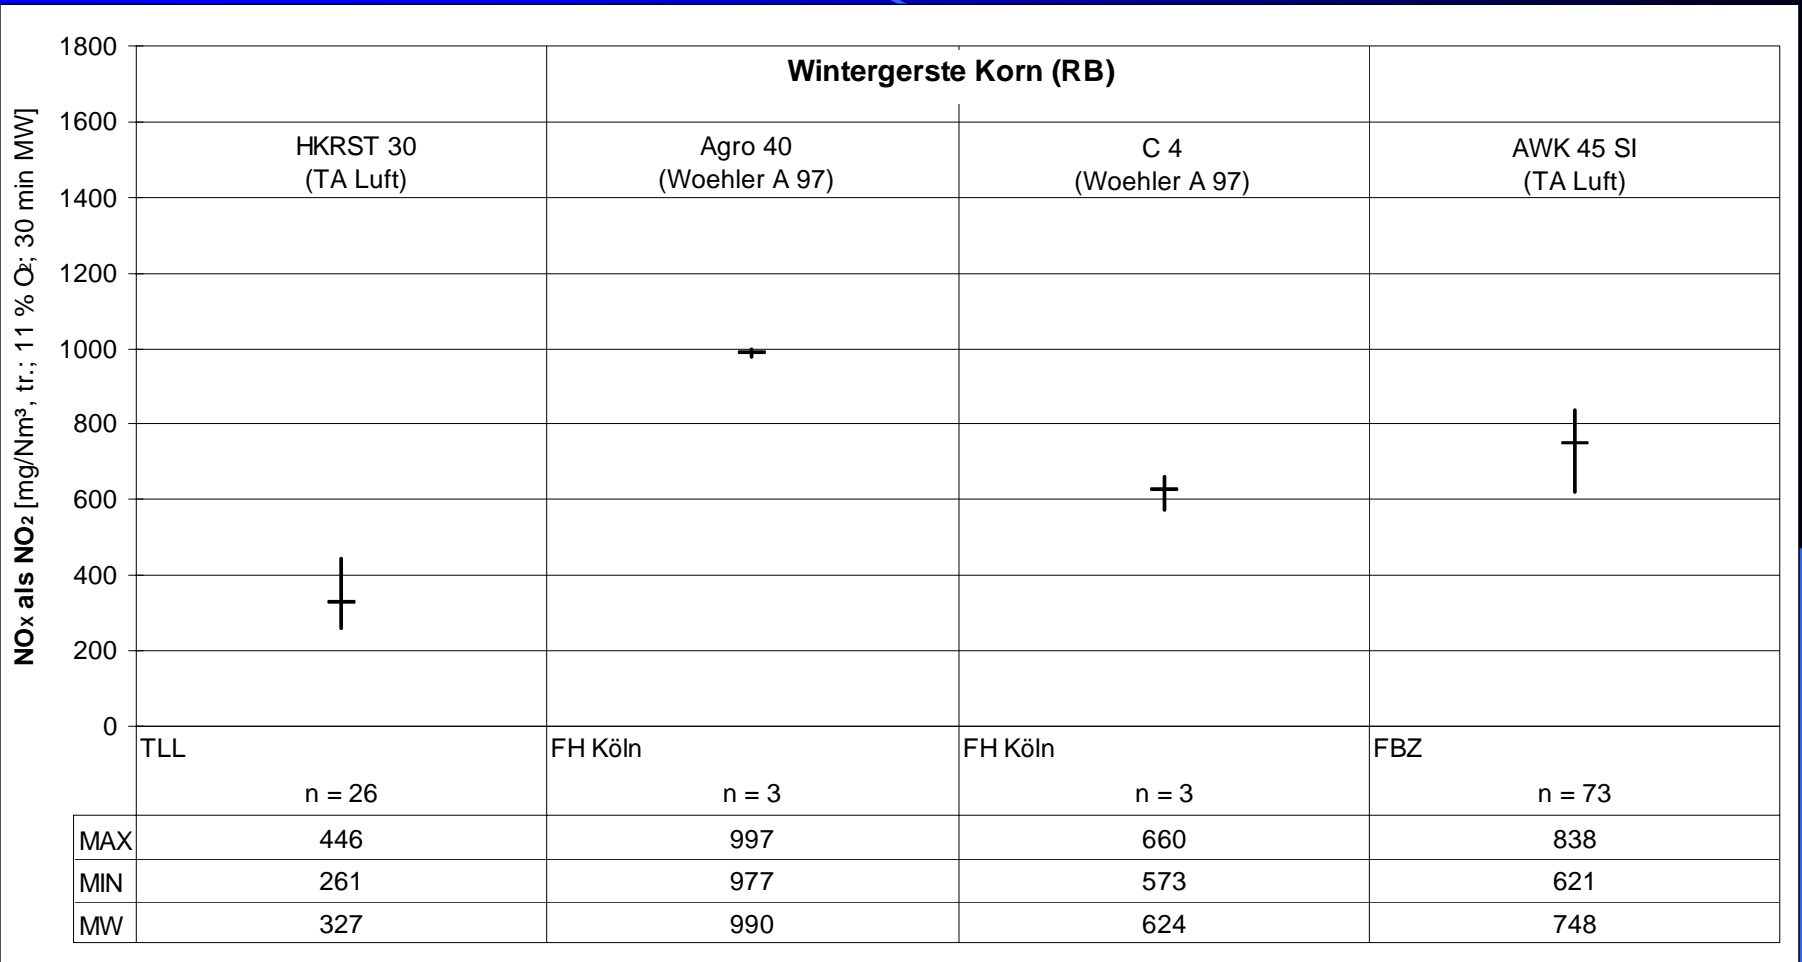 Wintergerste Korn (RB)
NOx als NO2 [mg/Nm³, tr.; 11 % O2; 30 min MW]
1800
1600
1400
1200
1000
800
600
400
200
0
HKRST 30
(TA Luft)
Agro 40
(Woehler A 97)
C 4
(Woehler A 97)
AWK 45 SI
(TA Luft)
TLL FH Köln FH Köln FBZ
n = 26 n = 3 n = 3 n = 73
MAX 446 997 660 838
MIN 261 977 573 621
MW 327 990 624 748